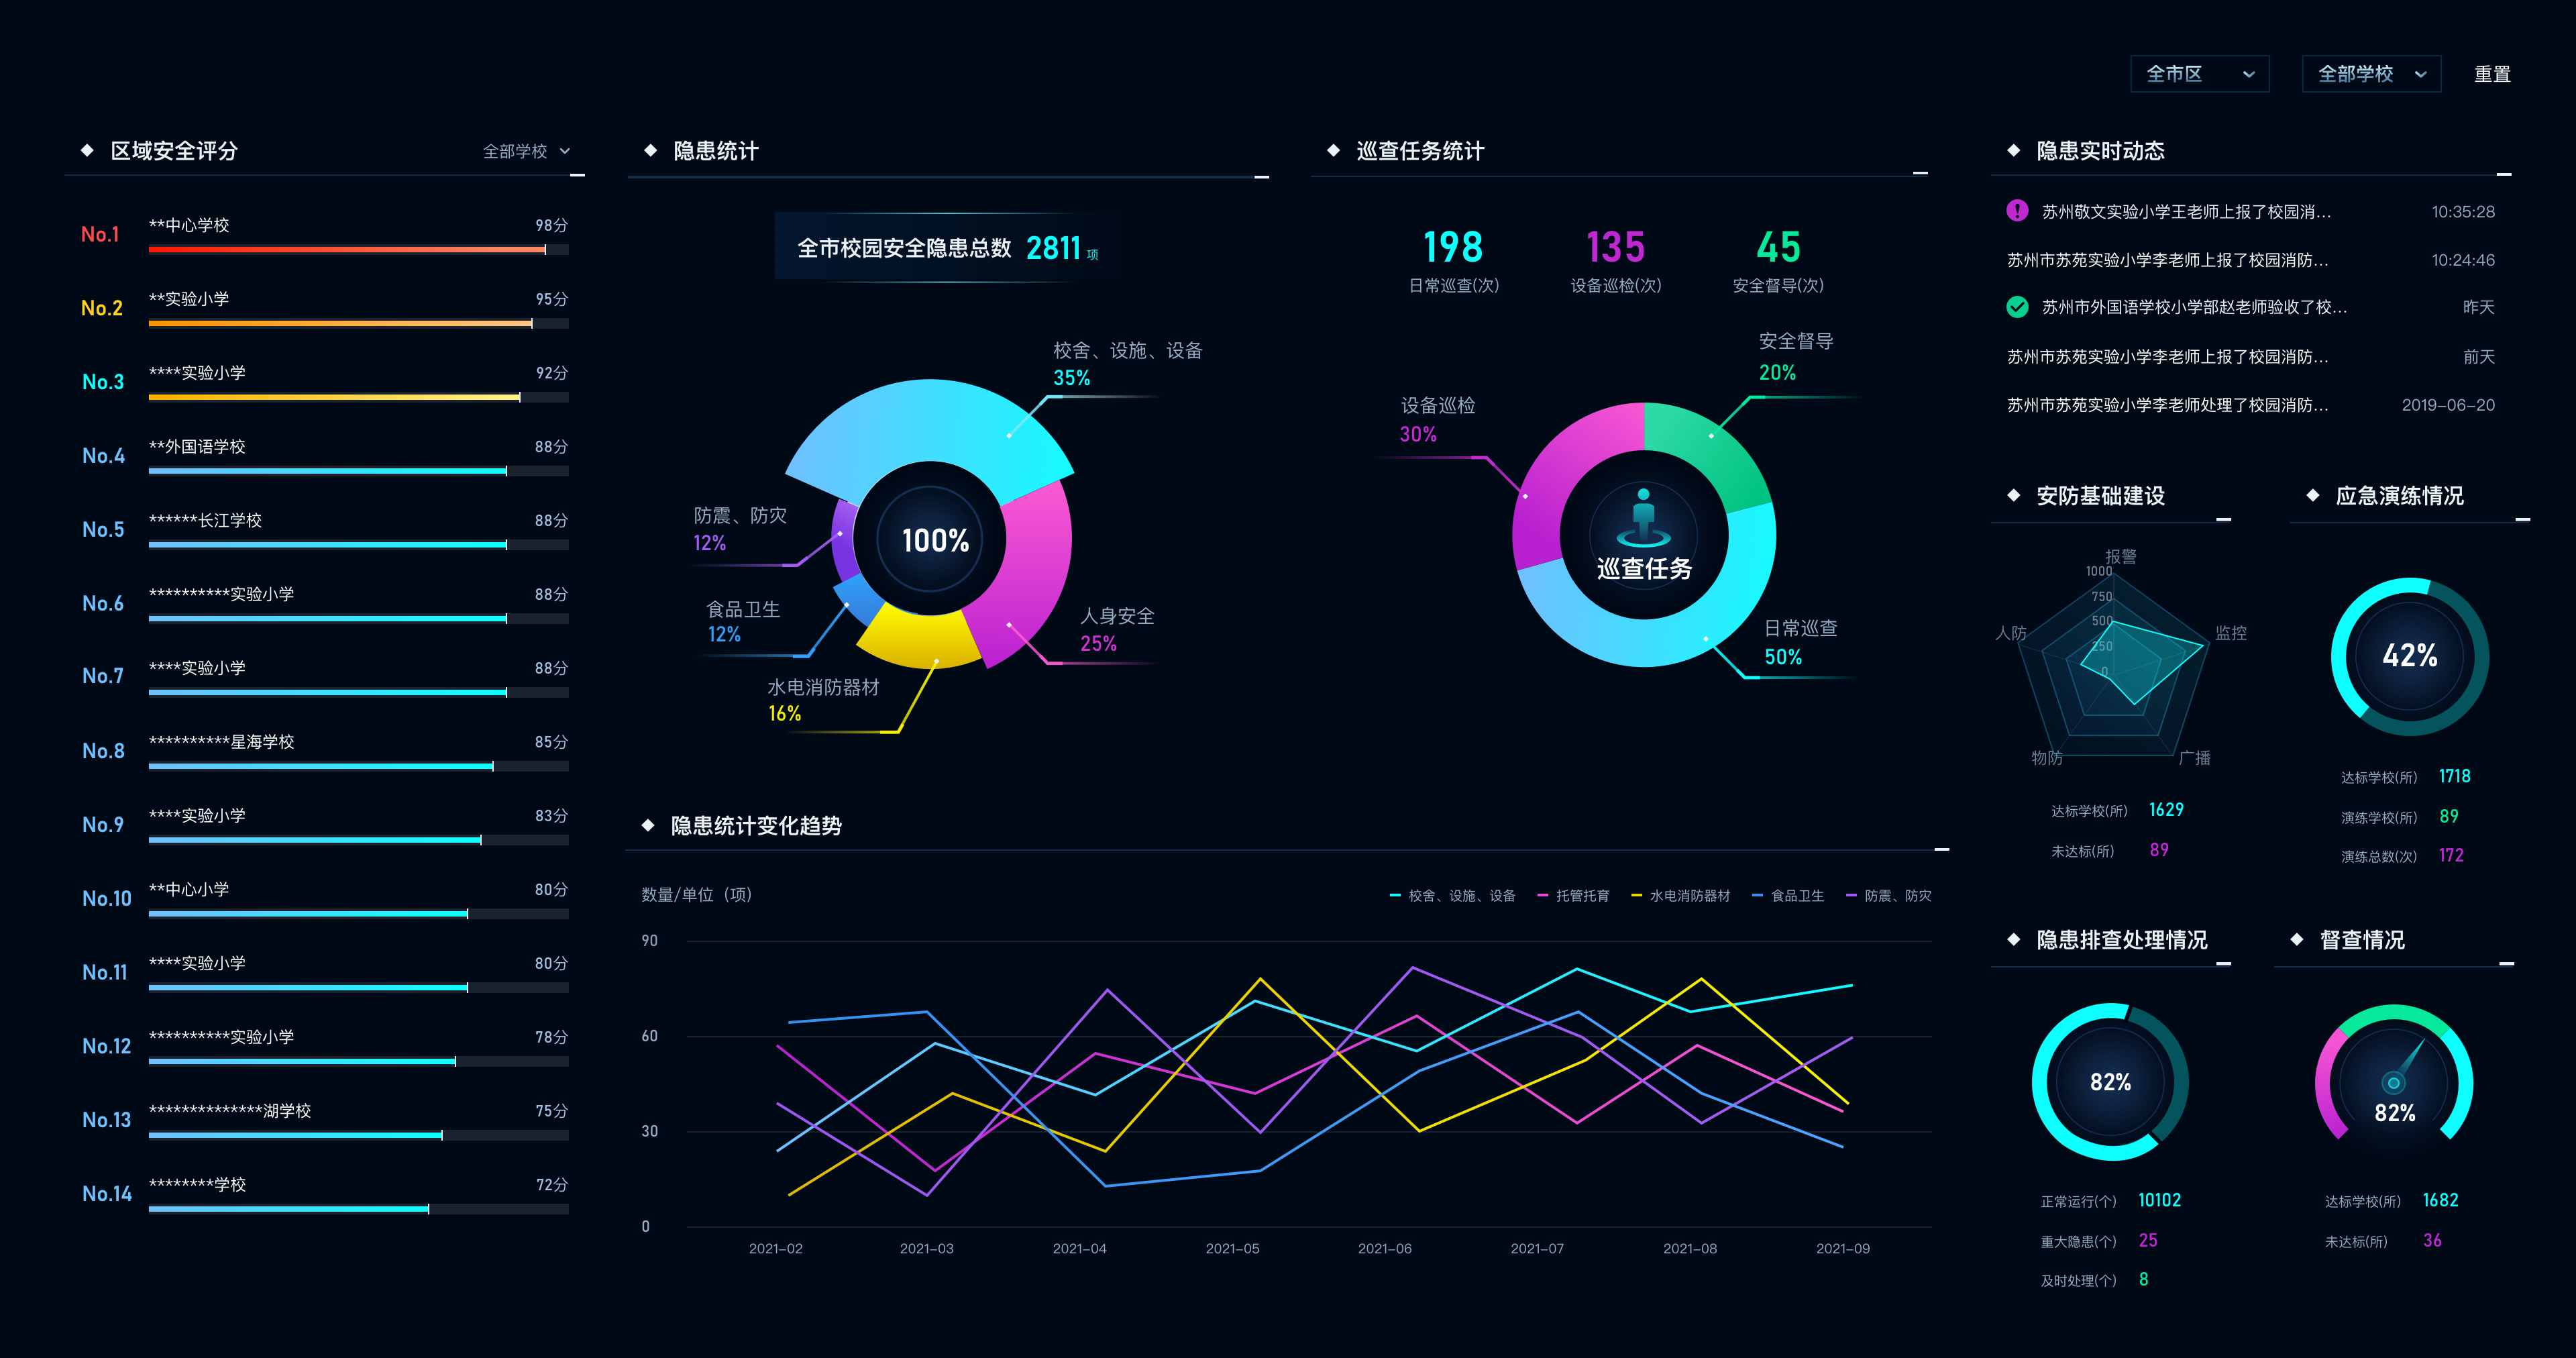 全市区
全部学校
重置
区域安全评分
全部学校
No.1
**中心学校
98分
No.2
**实验小学
95分
No.3
****实验小学
92分
No.4
**外国语学校
88分
No.5
******长江学校
88分
No.6
**********实验小学
88分
No.7
****实验小学
88分
No.8
**********星海学校
85分
No.9
****实验小学
83分
No.10
**中心小学
80分
No.11
****实验小学
80分
No.12
**********实验小学
78分
No.13
**************湖学校
75分
No.14
********学校
72分
隐患统计
全市校园安全隐患总数 2811 项
校舍、设施、设备
35%
防震、防灾
12%
100%
食品卫生
12%
人身安全
25%
水电消防器材
16%
巡查任务统计
198
日常巡查(次)
135
设备巡检(次)
45
安全督导(次)
安全督导
20%
设备巡检
30%
巡查任务
日常巡查
50%
隐患统计变化趋势
数量/单位（项）
校舍、设施、设备
托管托育
水电消防器材
食品卫生
防震、防灾
90
60
30
0
2021-02
2021-03
2021-04
2021-05
2021-06
2021-07
2021-08
2021-09
隐患实时动态
苏州敬文实验小学王老师上报了校园消...
10:35:28
苏州市苏苑实验小学李老师上报了校园消防...
10:24:46
苏州市外国语学校小学部赵老师验收了校...
昨天
苏州市苏苑实验小学李老师上报了校园消防...
前天
苏州市苏苑实验小学李老师处理了校园消防...
2019-06-20
安防基础建设
报警
1000
750
500
250
0
人防
监控
物防
广播
达标学校(所)
1629
未达标(所)
89
应急演练情况
42%
达标学校(所)
1718
演练学校(所)
89
演练总数(次)
172
隐患排查处理情况
82%
正常运行(个)
10102
重大隐患(个)
25
及时处理(个)
8
督查情况
82%
达标学校(所)
1682
未达标(所)
36